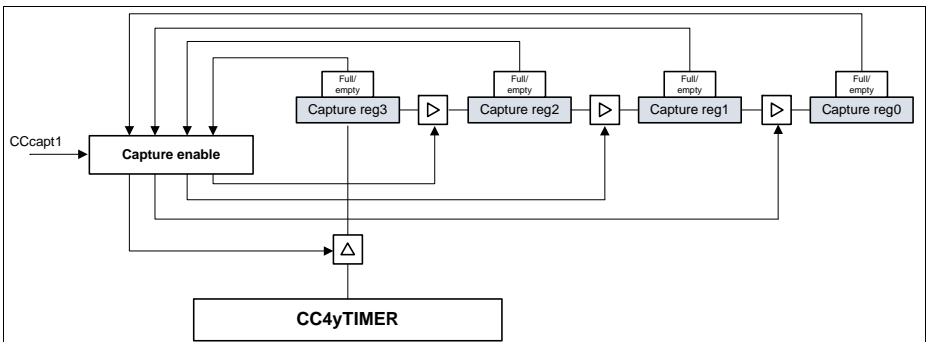 Full/
empty
Full/
empty
Full/
empty
Full/
empty
Capture reg3
Capture reg2
Capture reg1
Capture reg0
CCcapt1
Capture enable
CC4yTIMER